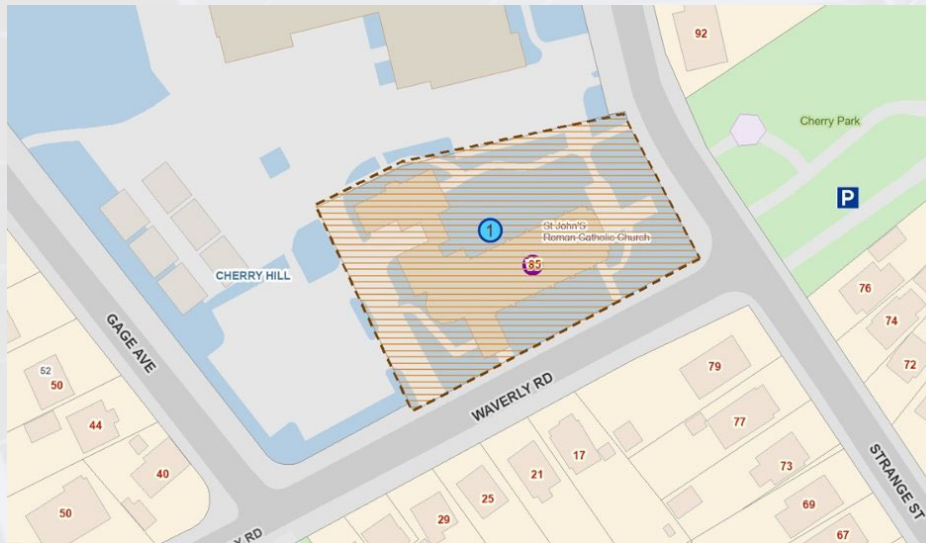 92
Cherry Park
P
1
St John'S
Roman Catholic Church
85
CHERRY HILL
76
74
72
GAGE AVE
52
50
44
40
50
WAVERLY RD
79
77
73
69
67
17
21
25
29
RD
STRANGE ST